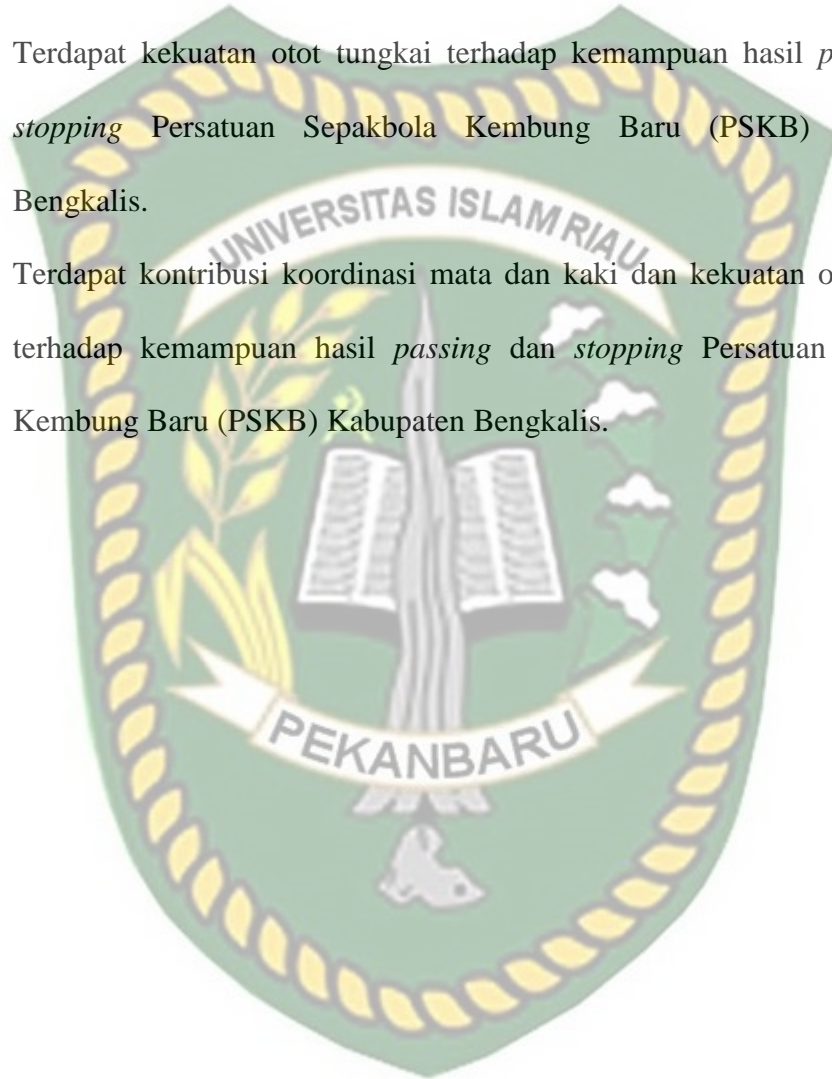 Terdapat kekuatan otot tungkai terhadap kemampuan hasil
stopping Persatuan Sepakbola Kembung Baru (PSKB)
Bengkalis.
UNIVERSITAS ISLAM RIAU
Terdapat kontribusi koordinasi mata dan kaki dan kekuatan
terhadap kemampuan hasil passing dan stopping Persatuan
Kembung Baru (PSKB) Kabupaten Bengkalis.
PEKANBARU